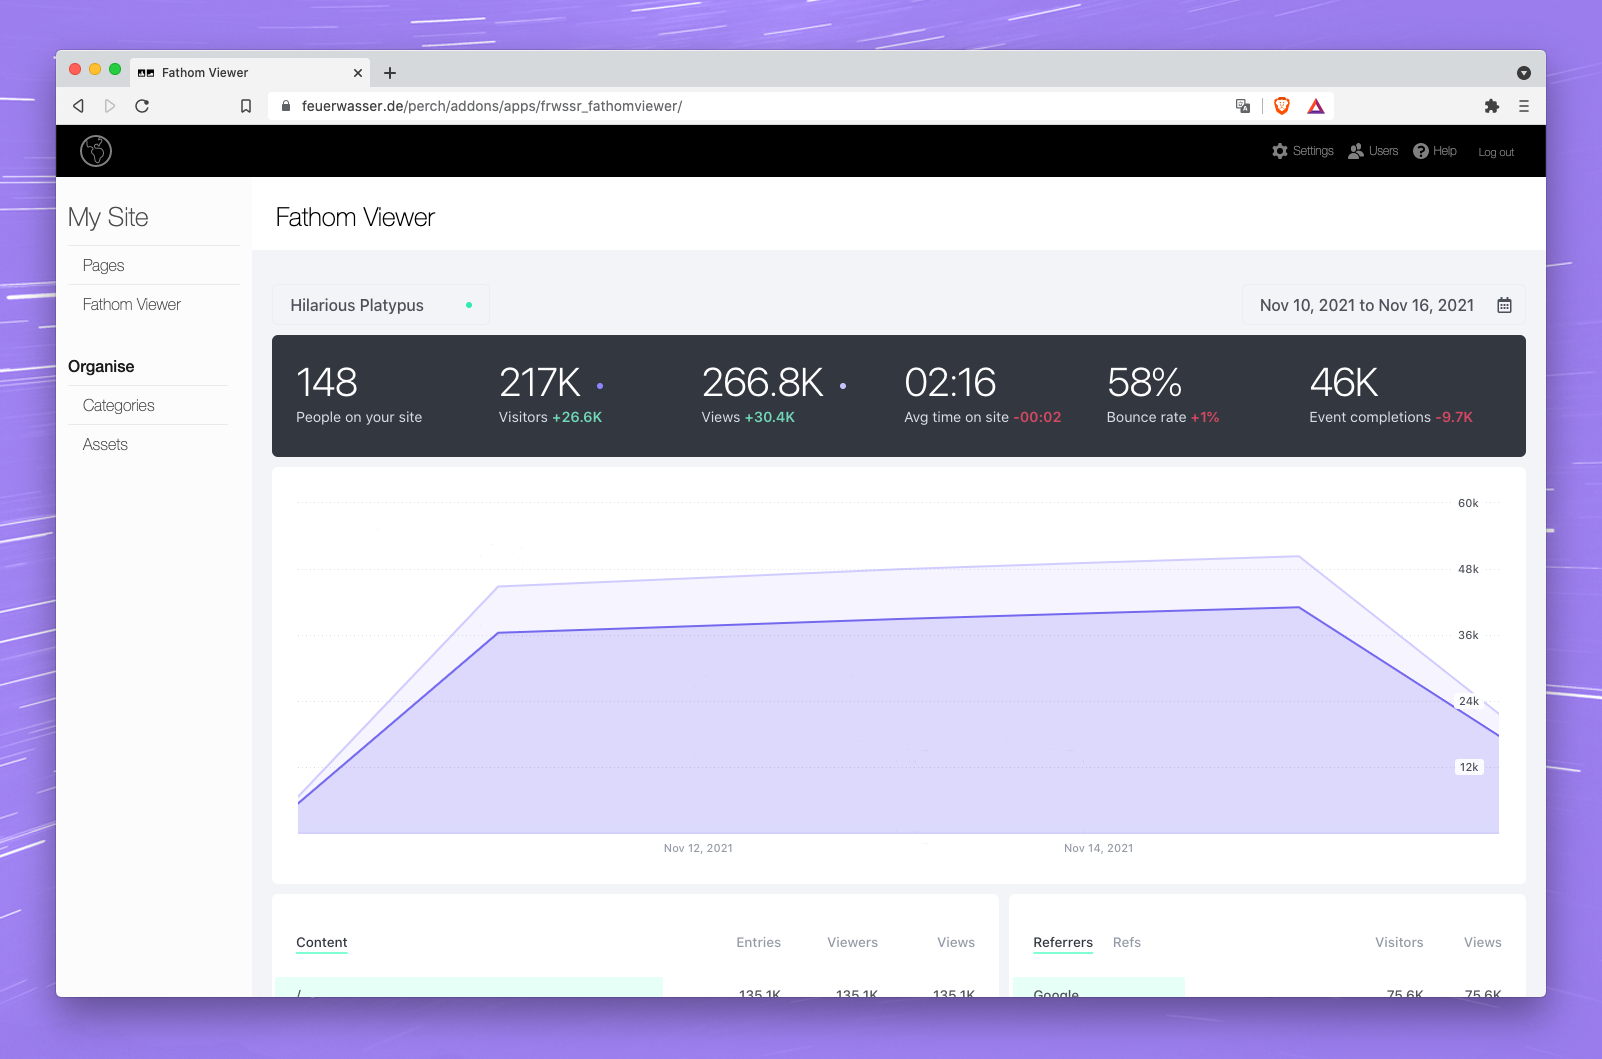 Fathom Viewer
feuerwasser.de/perch/addons/apps/frwssr_fathomviewer/
Settings Users Help Log out
My Site
Pages
Fathom Viewer
Organise
Categories
Assets
Fathom Viewer
Hilarious Platypus
Nov 10, 2021 to Nov 16, 2021
148 217K 266.8K 02:16 58% 46K
People on your site Visitors +26.6K Views +30.4K Avg time on site -00:02 Bounce rate +1% Event completions -9.7K
60k
48k
36k
24k
12k
Nov 12, 2021 Nov 14, 2021
Content Entries Viewers Views
/ 135.1K 135.1K 135.1K
Referrers Refs Visitors Views
Google 75.6K 75.6K